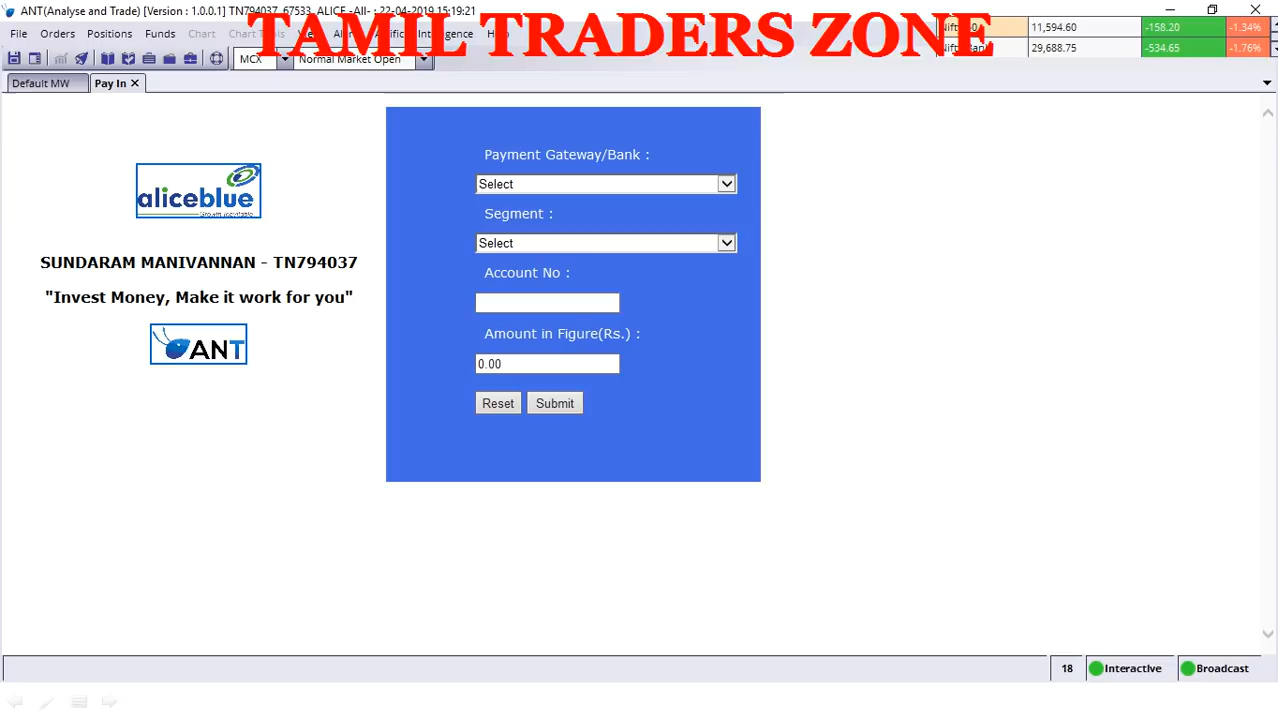 ANT(Analyse and Trade) [Version : 1.0.0.1] TN794037_67533_ALICE -All- : 22-04-2019 15:19:21
TAMIL TRADERS ZONE
File Orders Positions Funds Chart Chart
11,594.60 -158.20 -1.34%
29,688.75 -534.65 -1.76%
MCX Normal Market Open
Default MW Pay In
Payment Gateway/Bank :
Select
Segment :
Select
Account No :
Amount in Figure(Rs.) :
0.00
Reset Submit
aliceblue
SUNDARAM MANIVANNAN - TN794037
"Invest Money, Make it work for you"
ANT
18 Interactive Broadcast